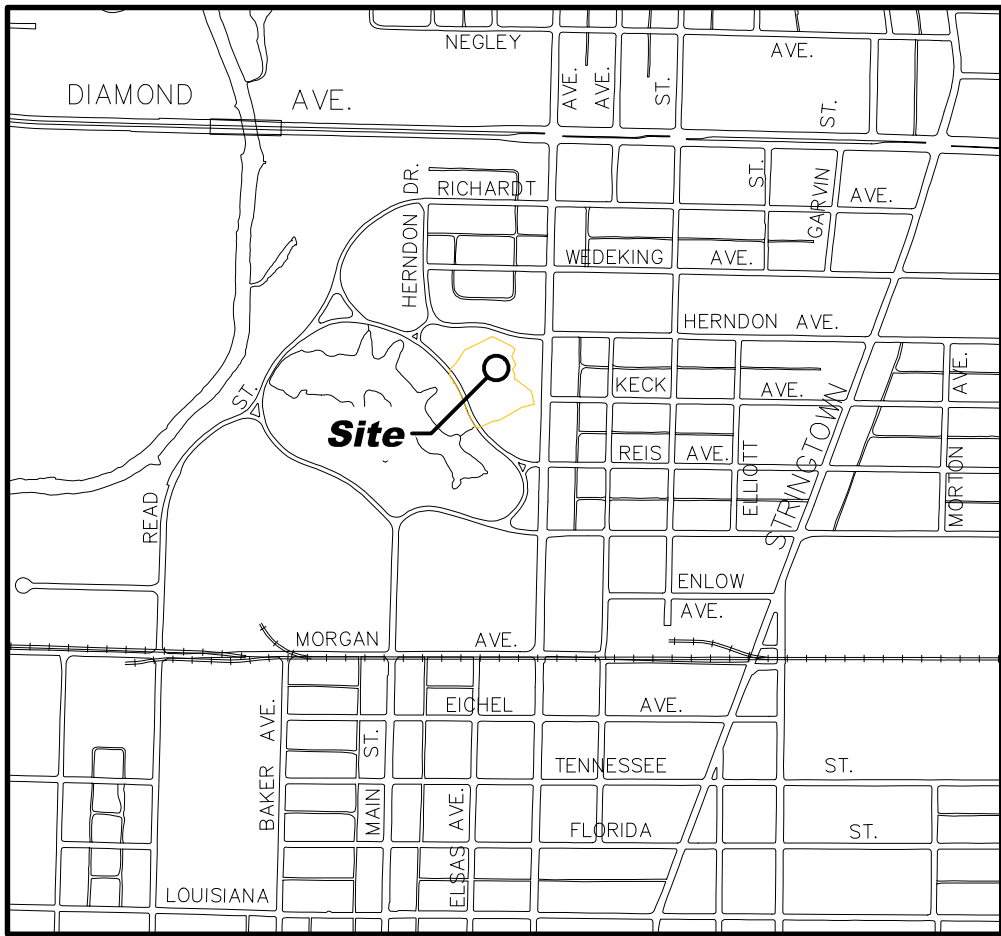 NEGLEY AVE.
DIAMOND AVE.
AVE.
AVE.
ST.
ST.
HERNDON DR.
RICHARDT AVE.
ST.
GARVIN
WEDEKING AVE.
HERNDON AVE.
KECK AVE.
AVE.
MORTON
ST.
READ
Site
REIS AVE.
ELLIOTT
STRINGTOWN
ENLOW
AVE.
MORGAN AVE.
EICHEL AVE.
BAKER AVE.
ST.
MAIN
TENNESSEE ST.
ELSAS AVE.
FLORIDA ST.
LOUISIANA